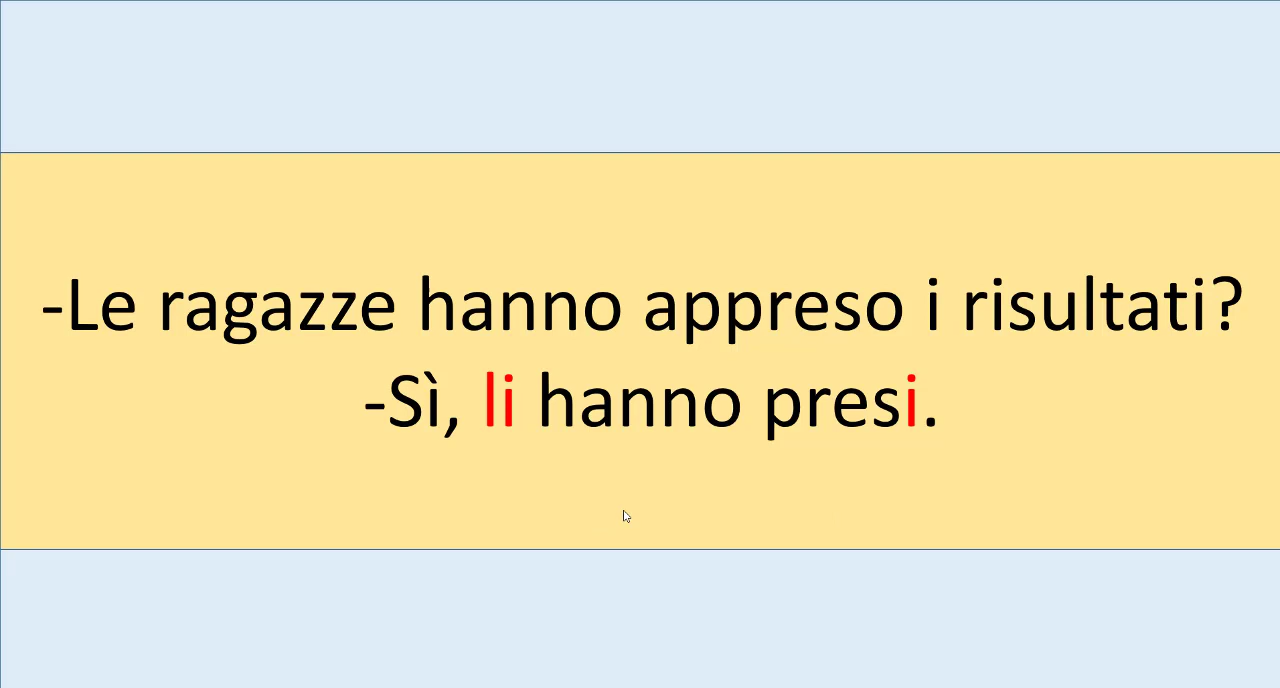 -Le ragazze hanno appreso i risultati?
-Sì, li hanno presi.